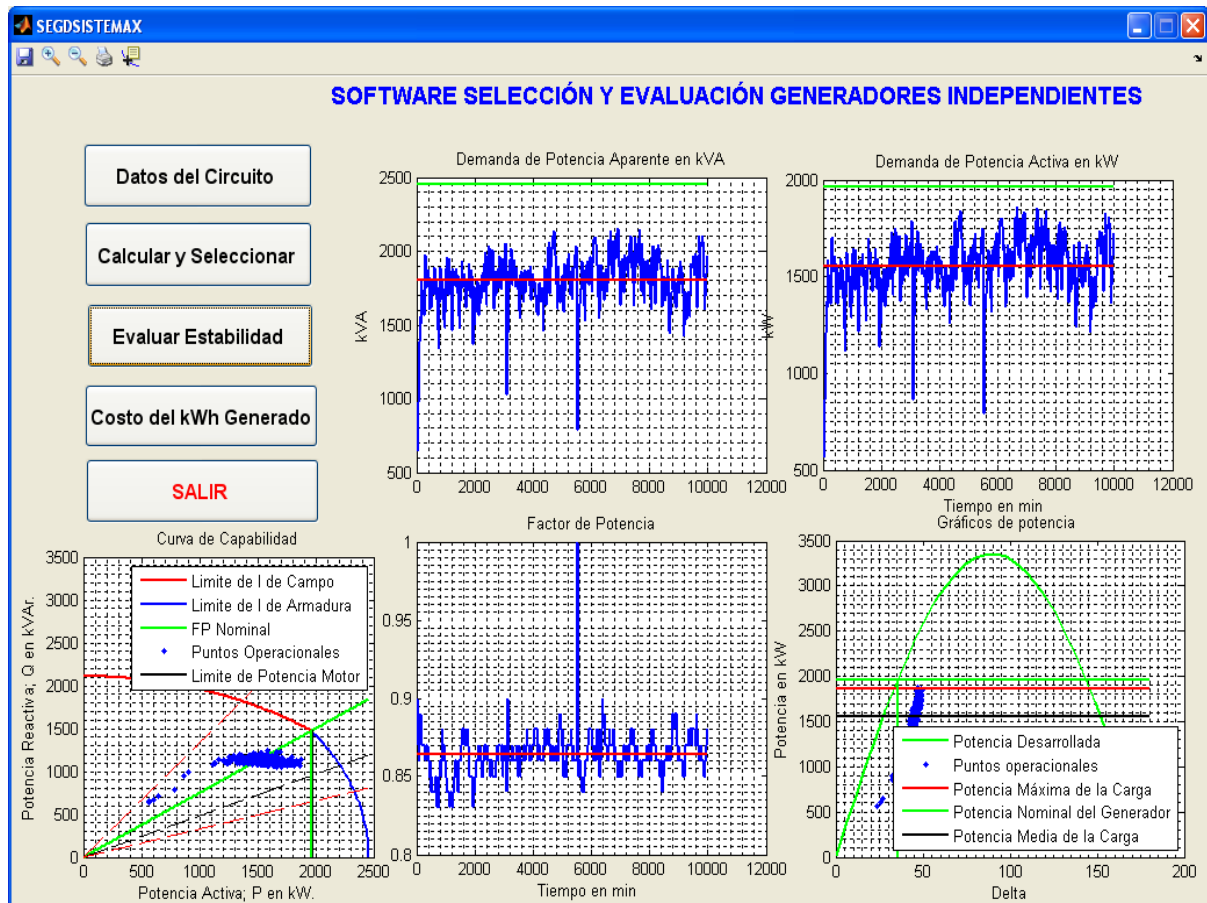 SEGDSISTEMAX
SOFTWARE SELECCIÓN Y EVALUACIÓN GENERADORES INDEPENDIENTES
Datos del Circuito
Calcular y Seleccionar
Evaluar Estabilidad
Costo del kWh Generado
SALIR
Demanda de Potencia Aparente en kVA
2500
2000
1500
1000
500
kVA
0 2000 4000 6000 8000 10000 12000
Demanda de Potencia Activa en kW
2000
1500
1000
500
kW
0 2000 4000 6000 8000 10000 12000
Tiempo en min
Curva de Capabilidad
3500
3000
2500
2000
1500
1000
500
0
Potencia Reactiv; Q en kVAr.
Limite de I de Campo
Limite de I de Armadura
FP Nominal
Puntos Operacionales
Limite de Potencia Motor
0 500 1000 1500 2000 2500
Potencia Activa; P en kW.
Factor de Potencia
1
0.95
0.9
0.85
0.8
0 2000 4000 6000 8000 10000 12000
Tiempo en min
Gráficos de potencia
3500
3000
2500
2000
1500
1000
500
0
Potencia en kW
Potencia Desarrollada
Puntos operacionales
Potencia Máxima de la Carga
Potencia Nominal del Generador
Potencia Media de la Carga
0 50 100 150 200
Delta